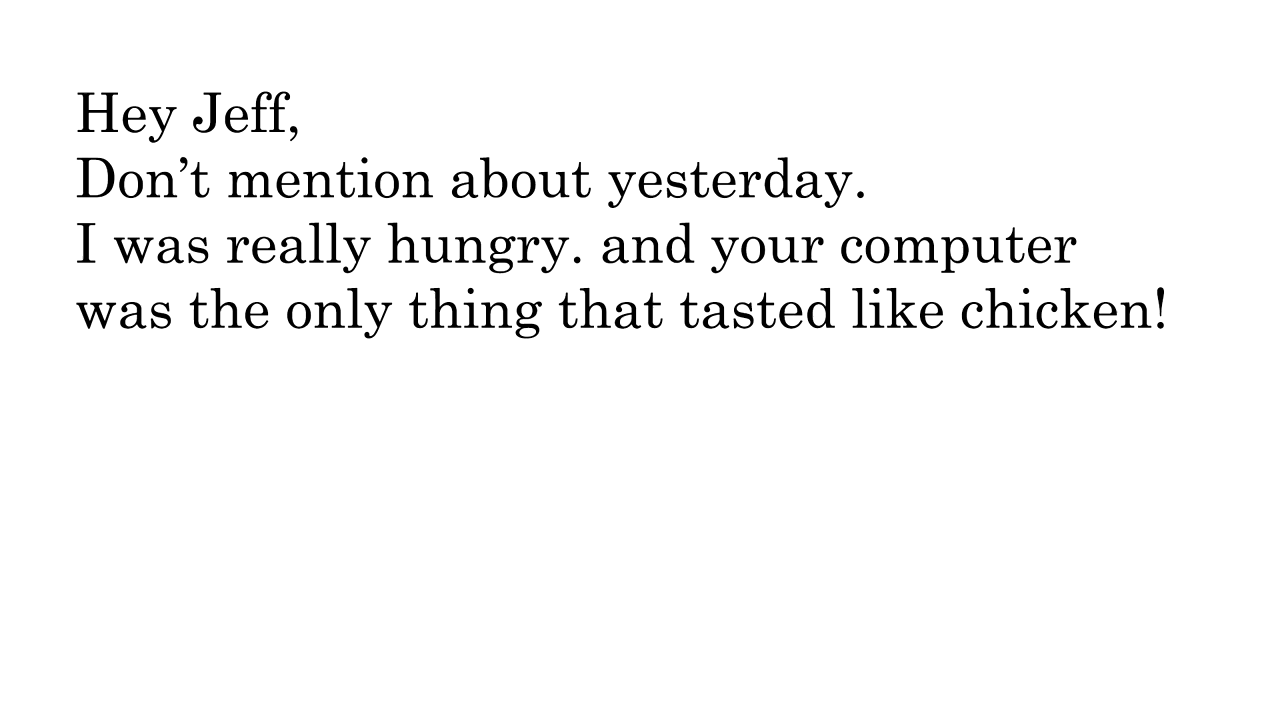 Hey Jeff,
Don’t mention about yesterday.
I was really hungry. and your computer
was the only thing that tasted like chicken!